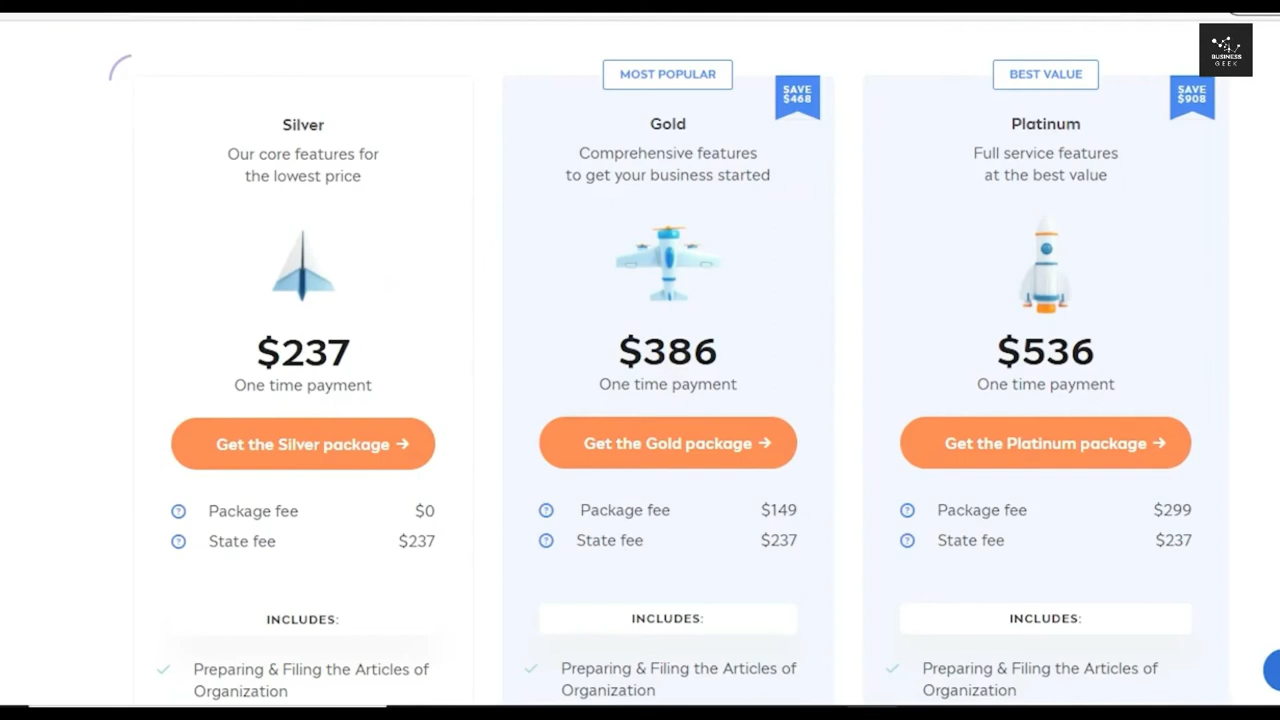 BUSINESS
GEEK
MOST POPULAR
BEST VALUE
SAVE
$468
SAVE
$908
Silver
Our core features for
the lowest price
Gold
Comprehensive features
to get your business started
Platinum
Full service features
at the best value
$237
One time payment
$386
One time payment
$536
One time payment
Get the Silver package →
Get the Gold package →
Get the Platinum package →
? Package fee $0
? State fee $237
? Package fee $149
? State fee $237
? Package fee $299
? State fee $237
INCLUDES:
Preparing & Filing the Articles of
Organization
INCLUDES:
Preparing & Filing the Articles of
Organization
INCLUDES:
Preparing & Filing the Articles of
Organization